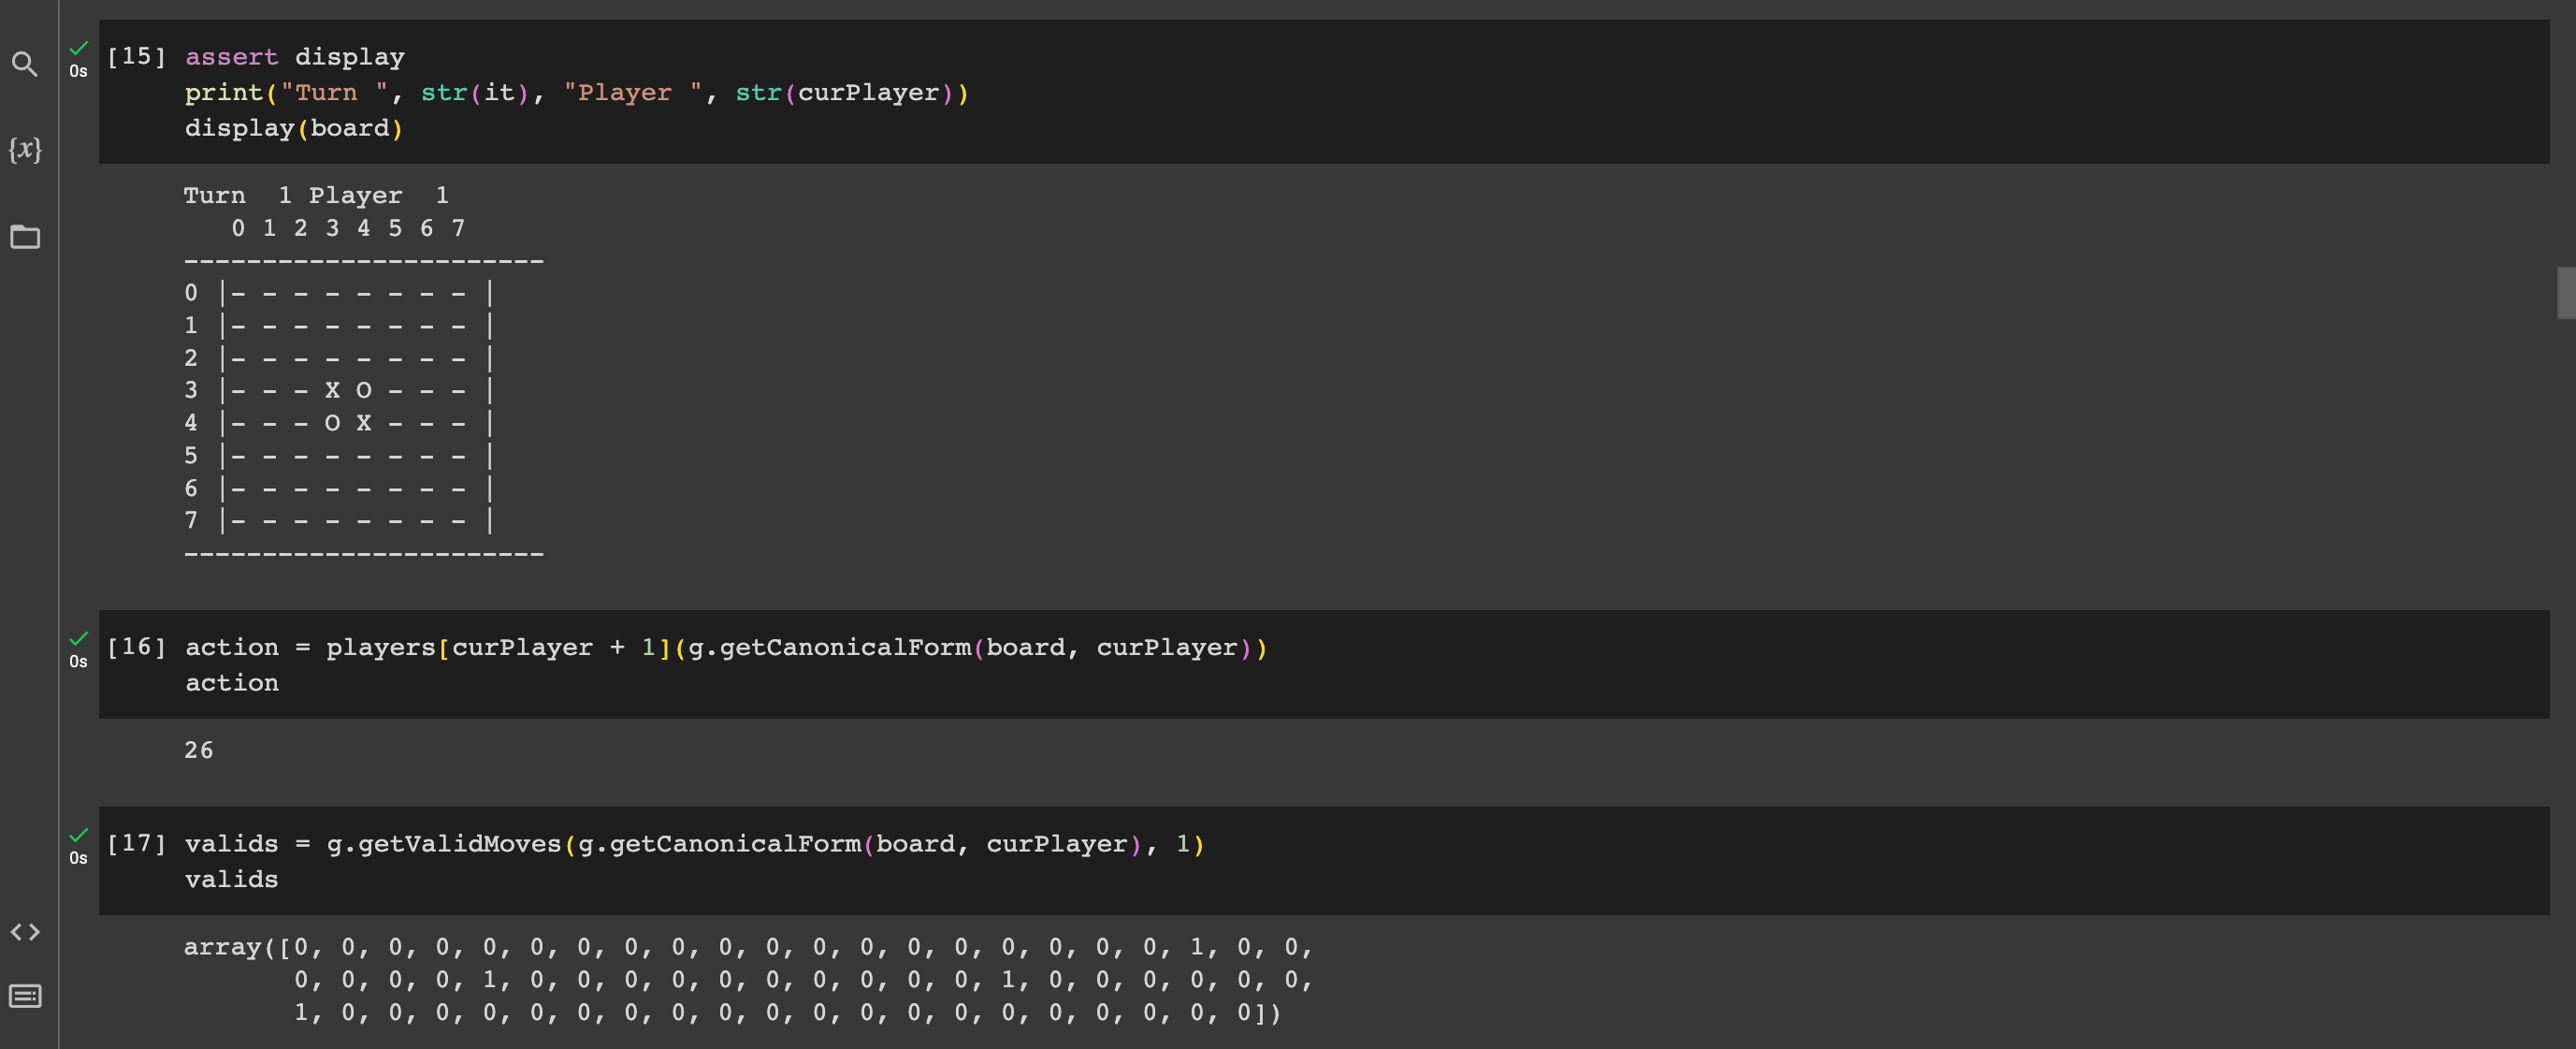 [15] assert display
0s
print("Turn ", str(it), "Player ", str(curPlayer))
display(board)
Turn  1 Player  1
   0 1 2 3 4 5 6 7
-----------------------
0 |- - - - - - - - |
1 |- - - - - - - - |
2 |- - - - - - - - |
3 |- - - X O - - - |
4 |- - - O X - - - |
5 |- - - - - - - - |
6 |- - - - - - - - |
7 |- - - - - - - - |
-----------------------
{x}
[16] action = players[curPlayer + 1](g.getCanonicalForm(board, curPlayer))
0s
action
26
[17] valids = g.getValidMoves(g.getCanonicalForm(board, curPlayer), 1)
0s
valids
array([0, 0, 0, 0, 0, 0, 0, 0, 0, 0, 0, 0, 0, 0, 0, 0, 0, 0, 0, 1, 0, 0,
       0, 0, 0, 0, 1, 0, 0, 0, 0, 0, 0, 0, 0, 0, 0, 1, 0, 0, 0, 0, 0, 0,
       1, 0, 0, 0, 0, 0, 0, 0, 0, 0, 0, 0, 0, 0, 0, 0, 0, 0, 0, 0, 0])